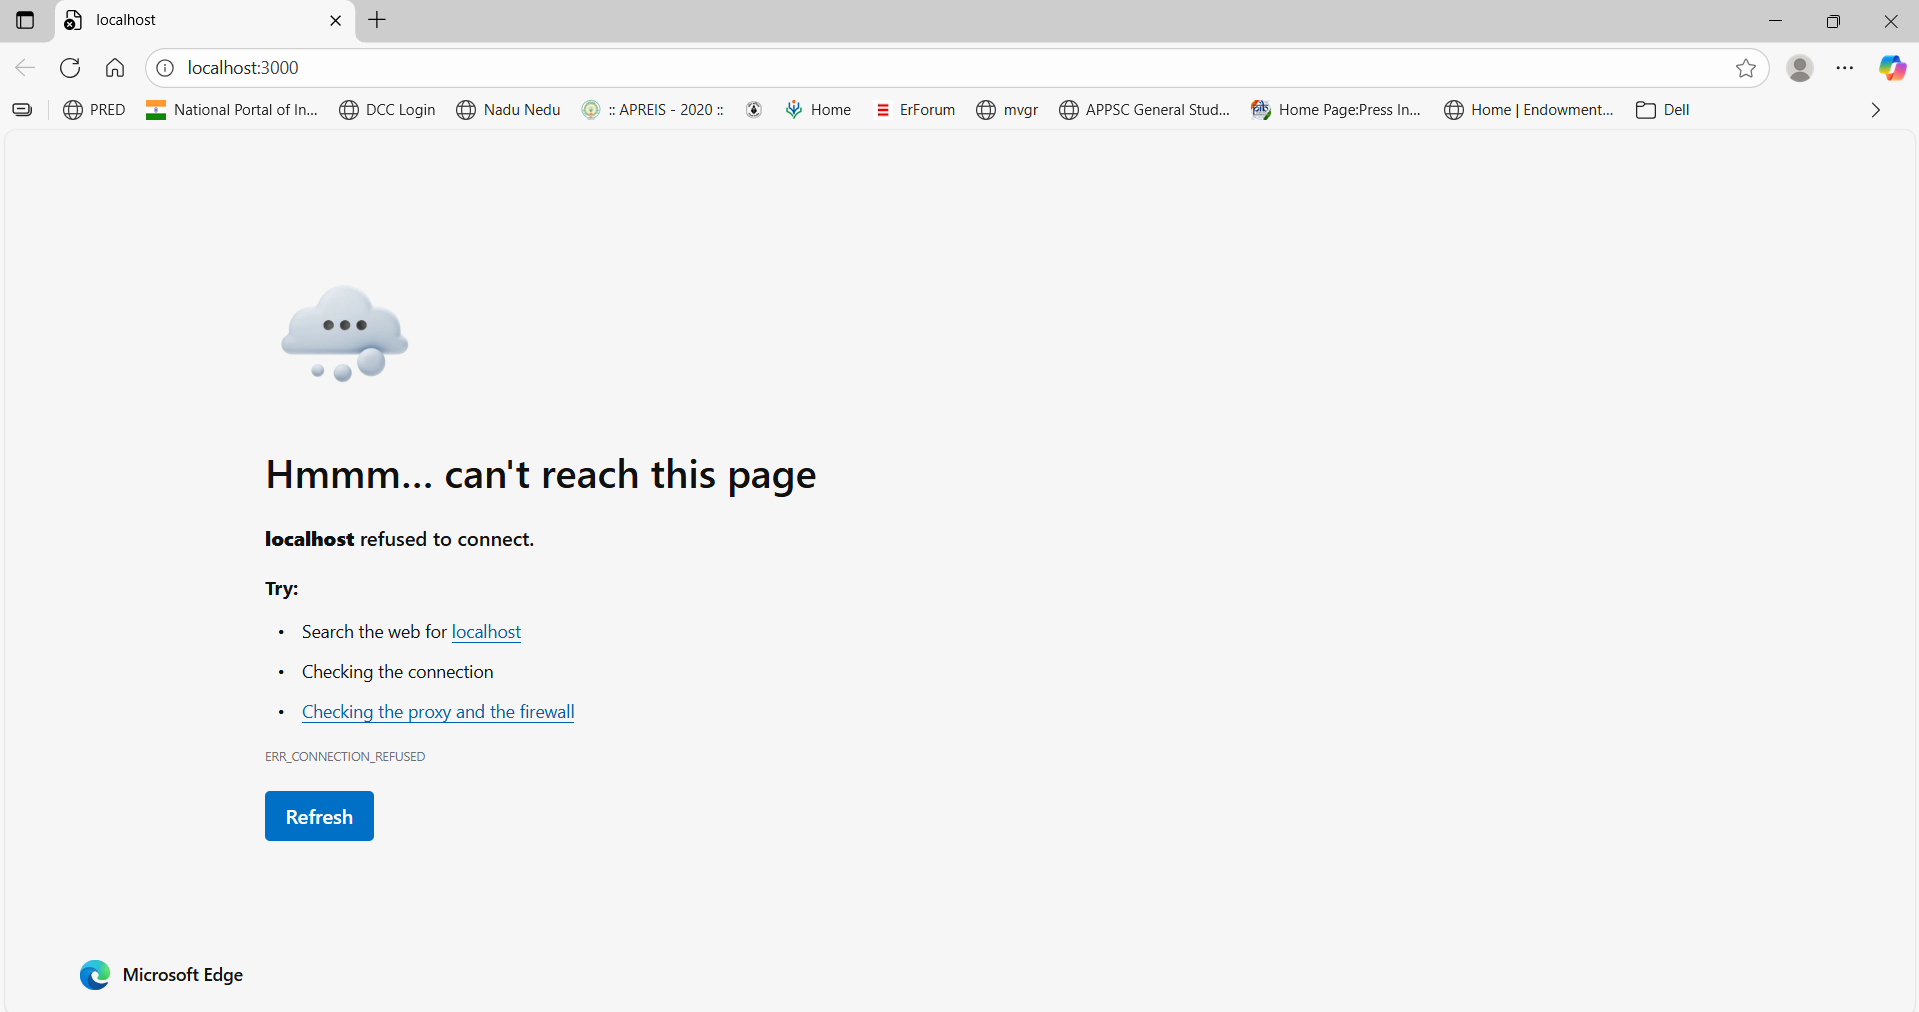 localhost
localhost:3000
PRED
National Portal of In...
DCC Login
Nadu Nedu
:: APREIS - 2020 ::
Home
ErForum
mvgr
APPSC General Stud...
Home Page:Press In...
Home | Endowment...
Dell
Hmmm... can't reach this page
localhost refused to connect.
Try:
• Search the web for localhost
• Checking the connection
• Checking the proxy and the firewall
ERR_CONNECTION_REFUSED
Refresh
Microsoft Edge